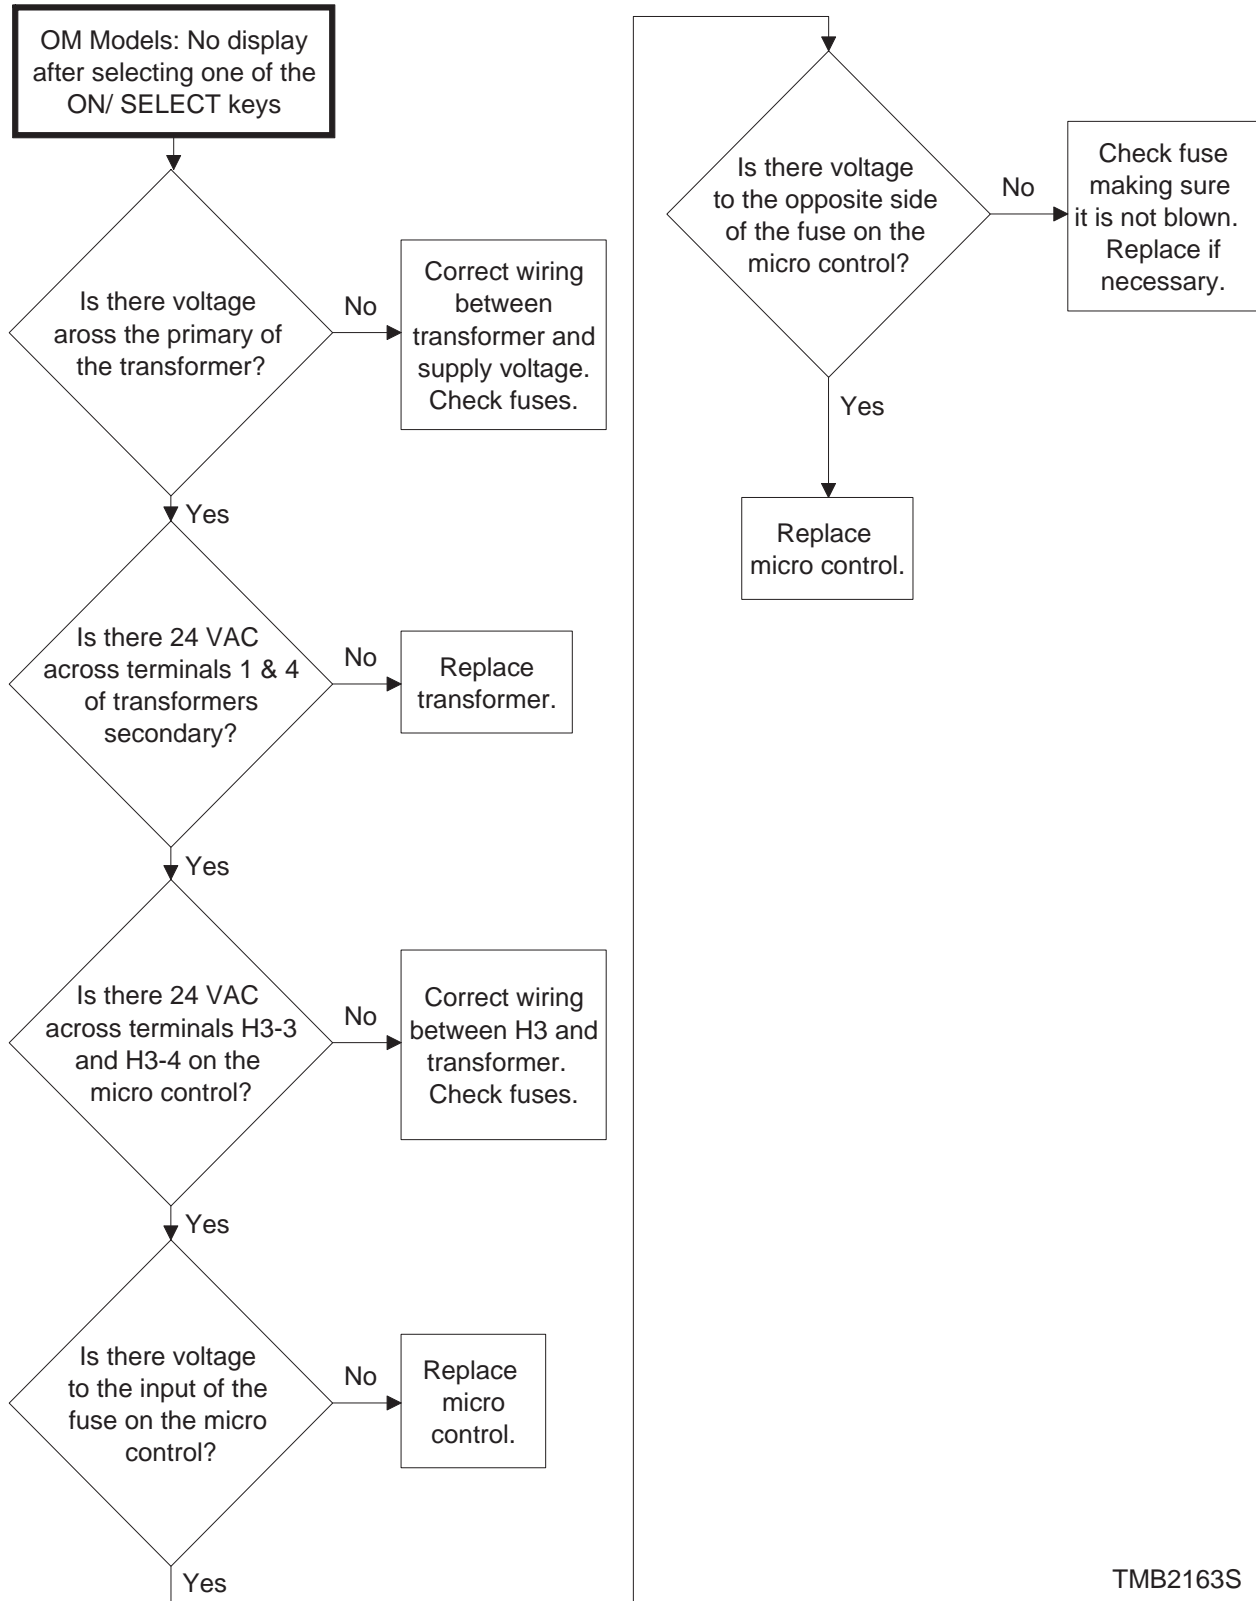 OM Models: No display
after selecting one of the
ON/ SELECT keys
Is there voltage
aross the primary of
the transformer?
No
Correct wiring
between
transformer and
supply voltage.
Check fuses.
Yes
Is there 24 VAC
across terminals 1 & 4
of transformers
secondary?
No
Replace
transformer.
Yes
Is there 24 VAC
across terminals H3-3
and H3-4 on the
micro control?
No
Correct wiring
between H3 and
transformer.
Check fuses.
Yes
Is there voltage
to the input of the
fuse on the micro
control?
No
Replace
micro
control.
Yes
Is there voltage
to the opposite side
of the fuse on the
micro control?
No
Check fuse
making sure
it is not blown.
Replace if
necessary.
Yes
Replace
micro control.
TMB2163S